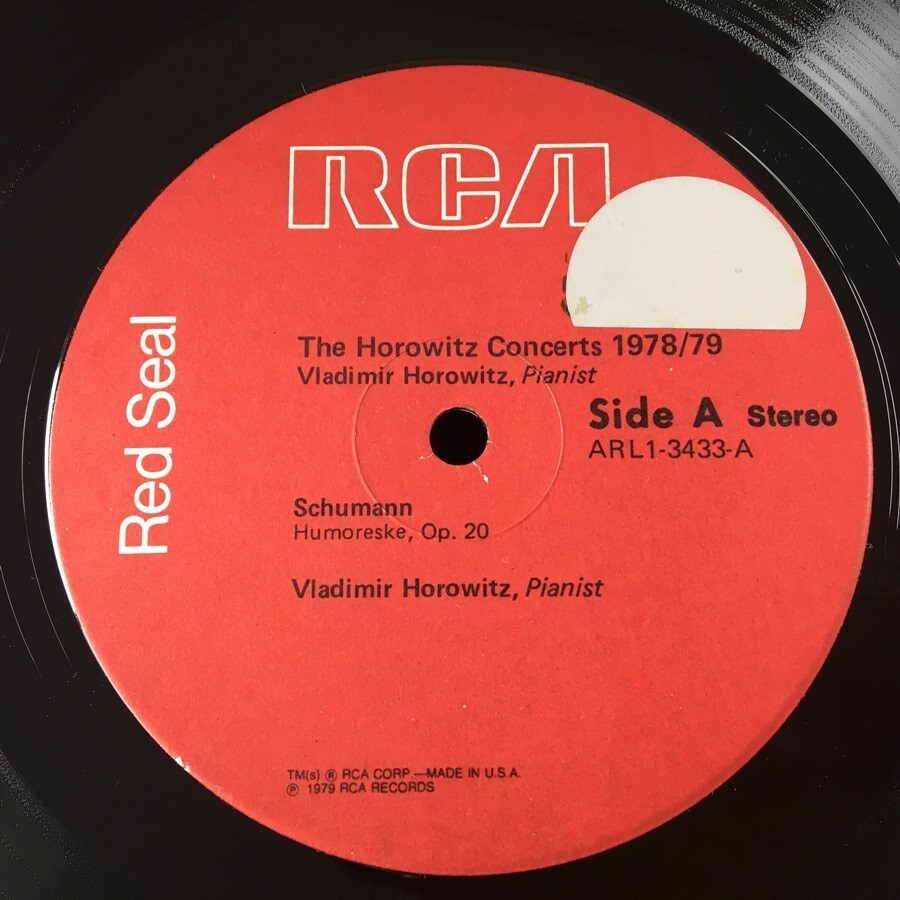 RCA
Red Seal
The Horowitz Concerts 1978/79
Vladimir Horowitz, Pianist
Side A Stereo
ARL1-3433-A
Schumann
Humoreske, Op. 20
Vladimir Horowitz, Pianist
TM(s) ® RCA CORP.—MADE IN U.S.A.
℗ 1979 RCA RECORDS